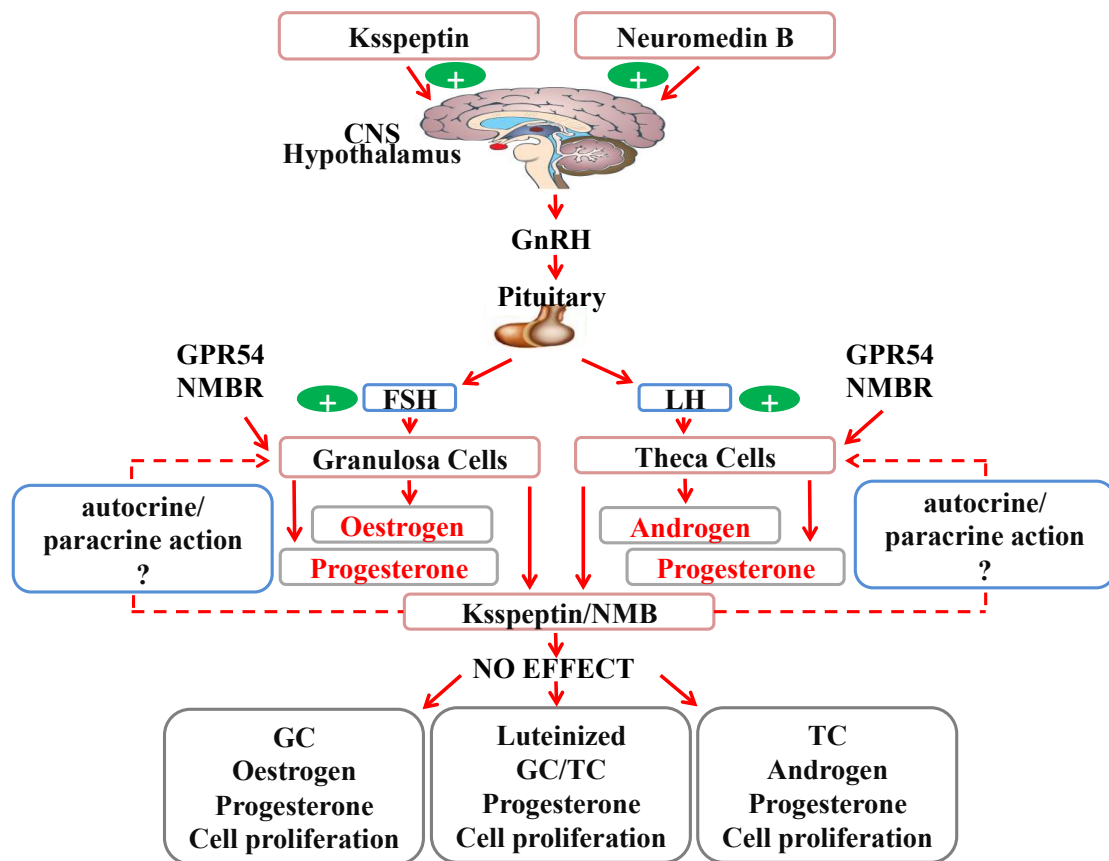 Ksspeptin
Neuromedin B
+
+
CNS
Hypothalamus
GnRH
Pituitary
GPR54
NMBR
GPR54
NMBR
+
FSH
LH
+
Granulosa Cells
Theca Cells
autocrine/
paracrine action
?
Oestrogen
Progesterone
Androgen
Progesterone
autocrine/
paracrine action
?
Ksspeptin/NMB
NO EFFECT
GC
Oestrogen
Progesterone
Cell proliferation
Luteinized
GC/TC
Progesterone
Cell proliferation
TC
Androgen
Progesterone
Cell proliferation